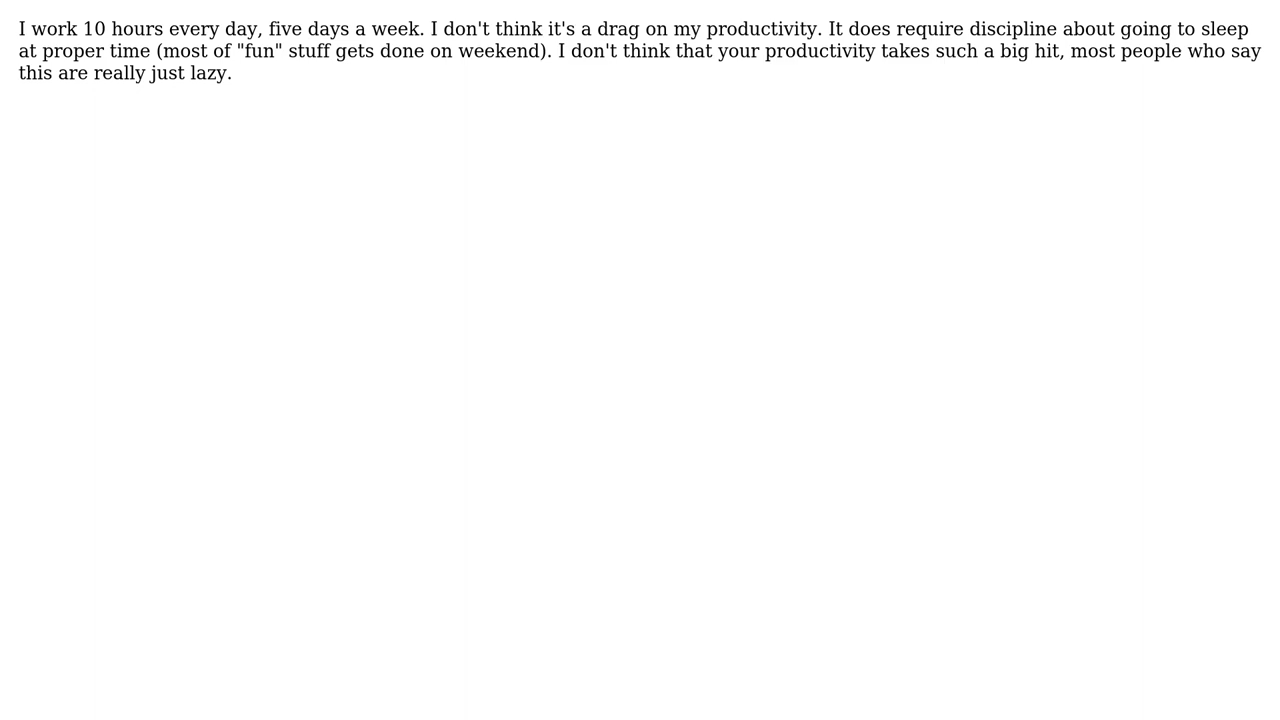 I work 10 hours every day, five days a week. I don't think it's a drag on my productivity. It does require discipline about going to sleep
at proper time (most of "fun" stuff gets done on weekend). I don't think that your productivity takes such a big hit, most people who say
this are really just lazy.